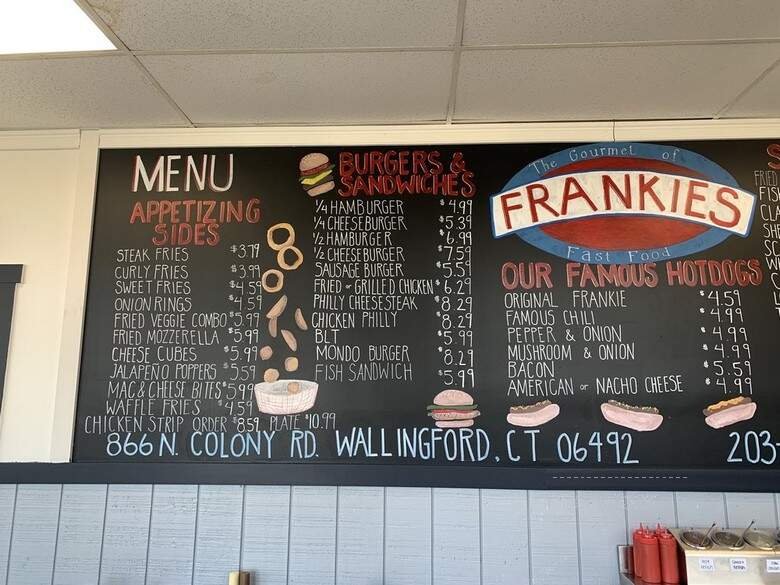 MENU
APPETIZING
SIDES
STEAK FRIES $3.79
CURLY FRIES $3.99
SWEET FRIES $4.59
ONION RINGS $4.59
FRIED VEGGIE COMBO $5.99
FRIED MOZZERELLA $5.99
CHEESE CUBES $5.99
JALAPENO POPPERS $5.59
MAC & CHEESE BITES $5.99
WAFFLE FRIES $4.59
CHICKEN STRIP ORDER $8.59 PLATE $10.99
BURGERS &
SANDWICHES
1/4 HAMBURGER $4.99
1/4 CHEESEBURGER $5.39
1/2 HAMBURGER $6.99
1/2 CHEESEBURGER $7.59
SAUSAGE BURGER $5.59
FRIED or GRILLED CHICKEN $6.29
PHILLY CHEESESTEAK $8.29
CHICKEN PHILLY $8.29
BLT $5.99
MONDO BURGER $8.29
FISH SANDWICH $5.99
The Gourmet of
FRANKIES
Fast Food
OUR FAMOUS HOTDOGS
ORIGINAL FRANKIE $4.59
FAMOUS CHILI $4.99
PEPPER & ONION $4.99
MUSHROOM & ONION $4.99
BACON $5.59
AMERICAN or NACHO CHEESE $4.99
S
FRIED
FIS
CLA
SHE
SC
W
866 N. COLONY RD. WALLINGFORD, CT 06492 203-